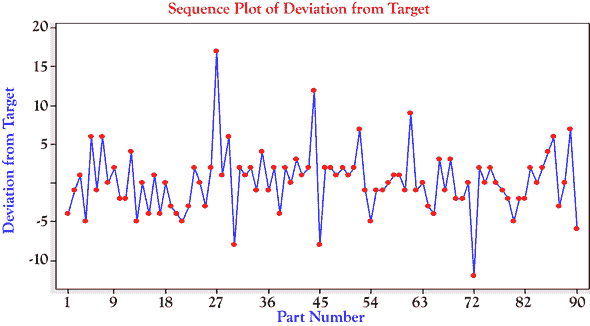 Sequence Plot of Deviation from Target
20
15
10
5
-5
-10
Deviation from Target
1 9 18 27 36 45 54 63 72 82 90
Part Number